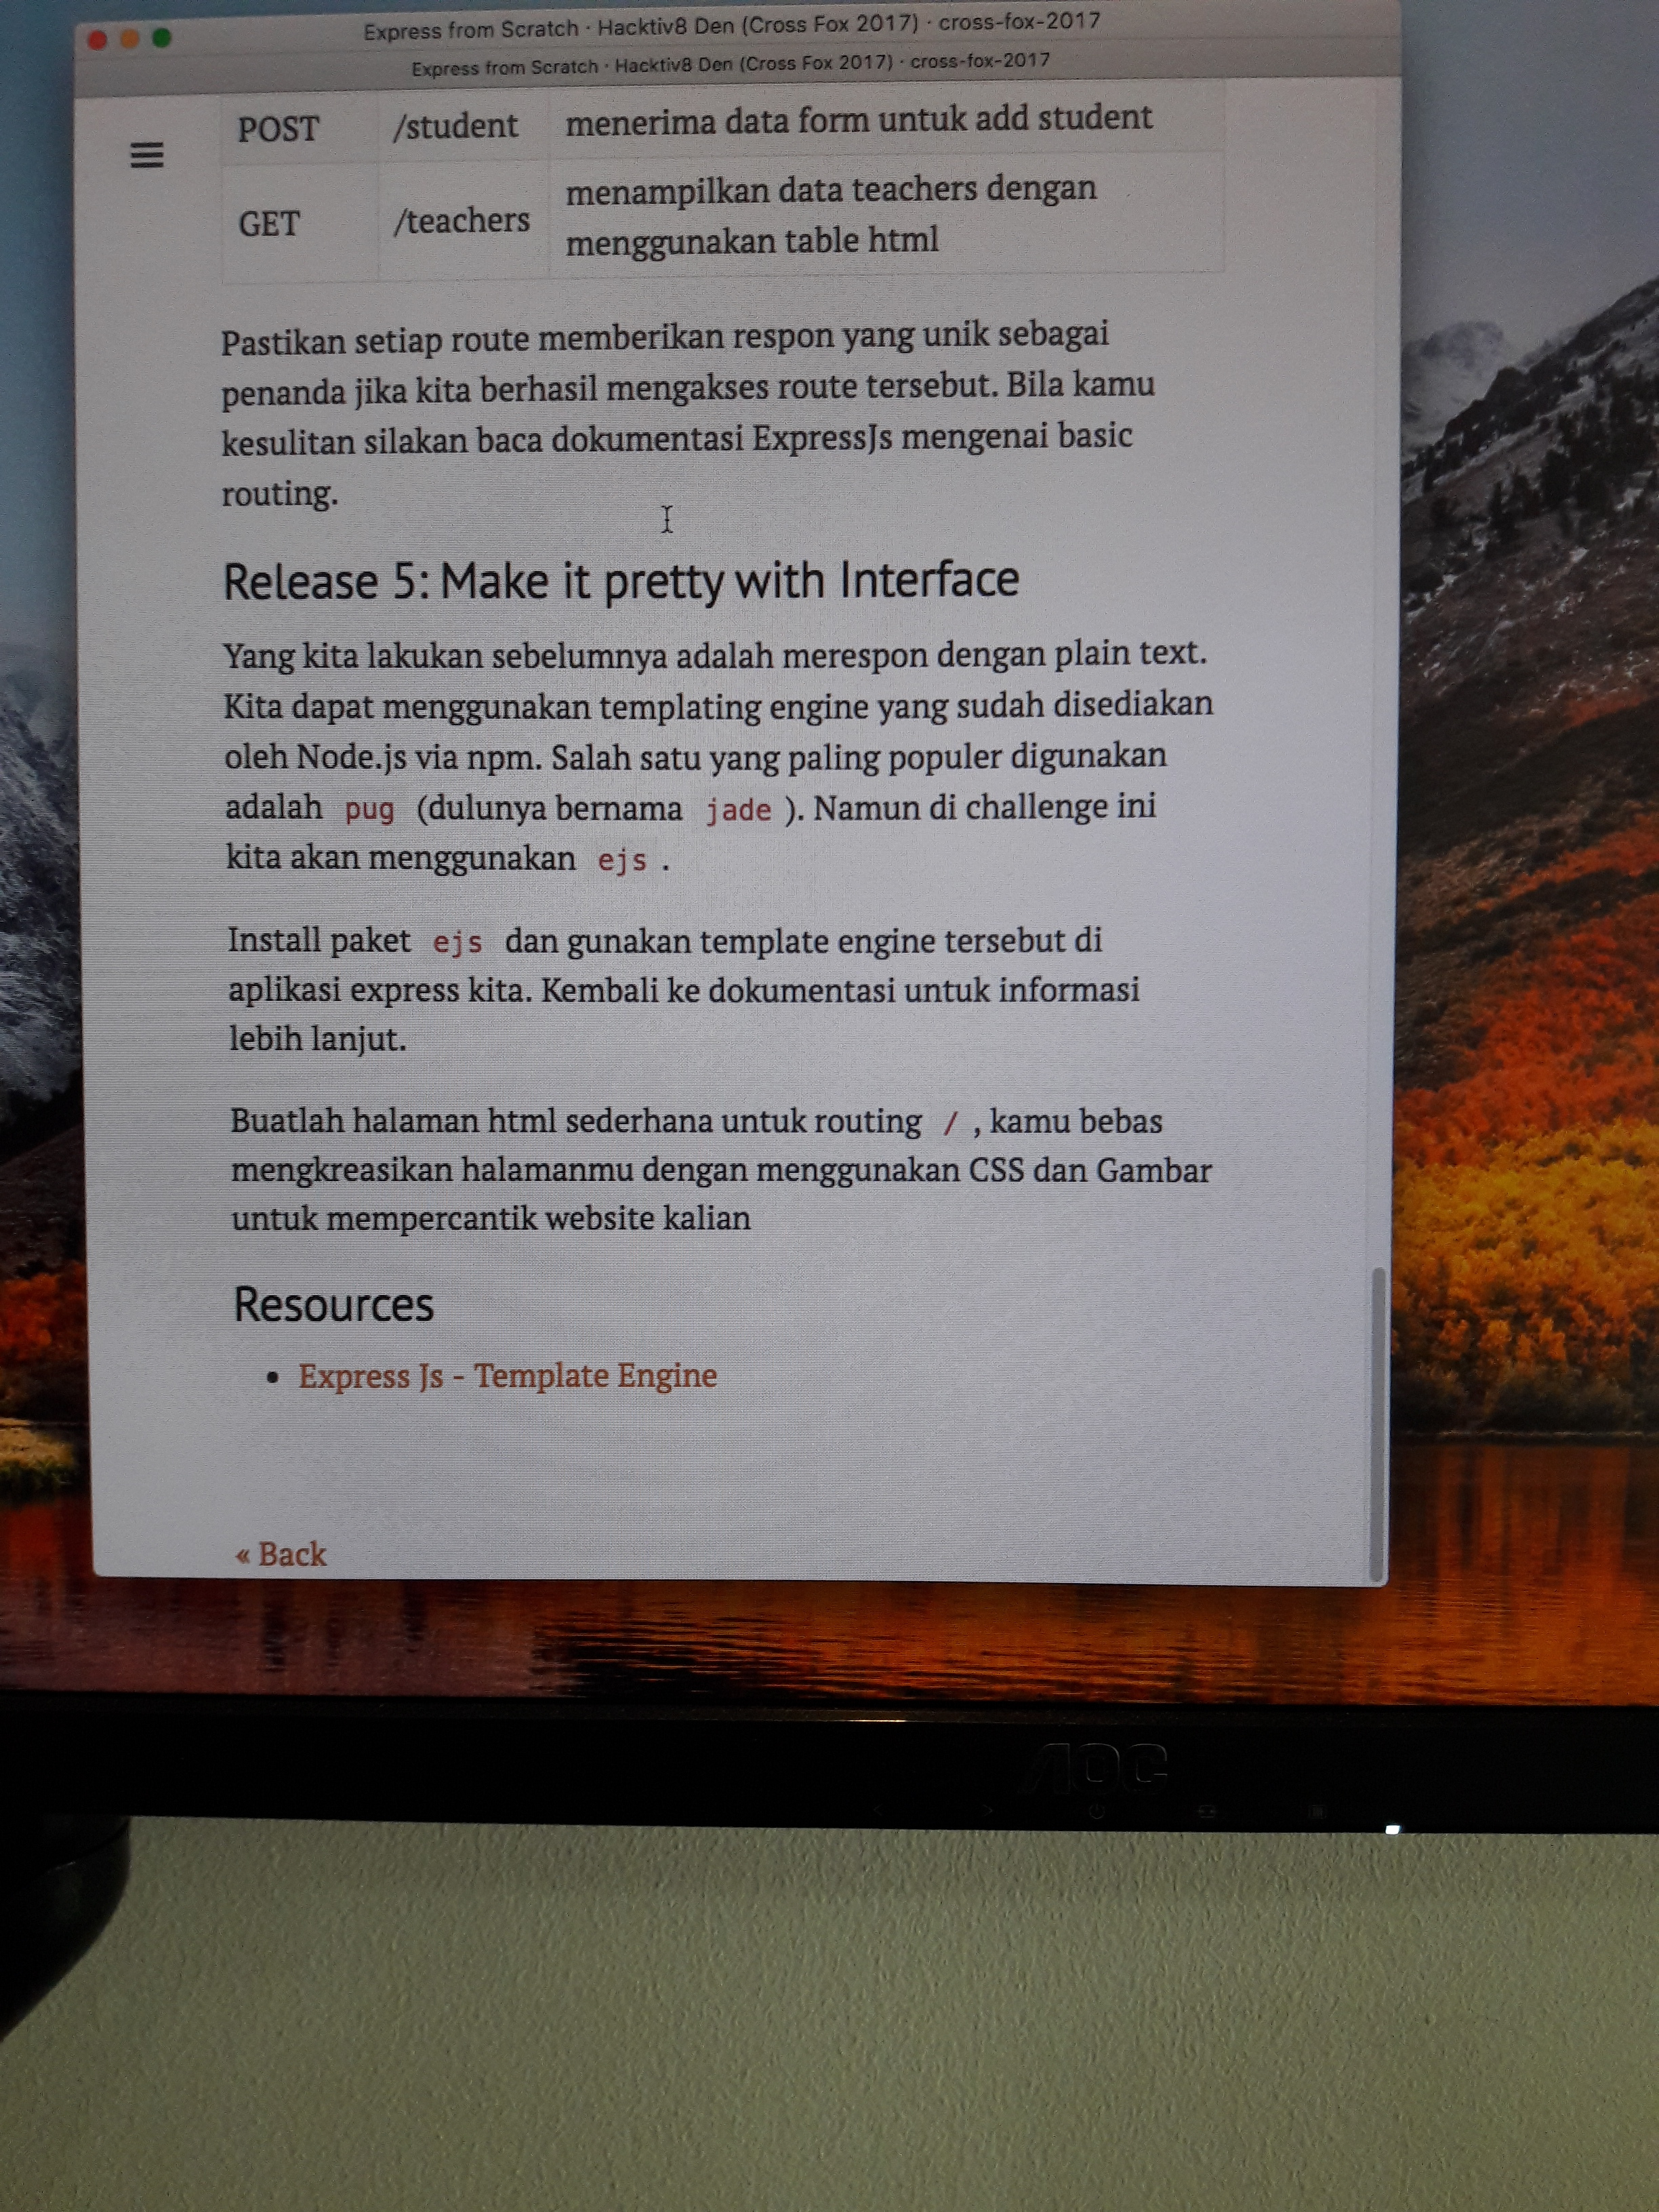 Express from Scratch · Hacktiv8 Den (Cross Fox 2017) · cross-fox-2017
Express from Scratch · Hacktiv8 Den (Cross Fox 2017) · cross-fox-2017
POST /student menerima data form untuk add student
GET /teachers menampilkan data teachers dengan
menggunakan table html
Pastikan setiap route memberikan respon yang unik sebagai
penanda jika kita berhasil mengakses route tersebut. Bila kamu
kesulitan silakan baca dokumentasi ExpressJs mengenai basic
routing.
Release 5: Make it pretty with Interface
Yang kita lakukan sebelumnya adalah merespon dengan plain text.
Kita dapat menggunakan templating engine yang sudah disediakan
oleh Node.js via npm. Salah satu yang paling populer digunakan
adalah pug (dulunya bernama jade ). Namun di challenge ini
kita akan menggunakan ejs .
Install paket ejs dan gunakan template engine tersebut di
aplikasi express kita. Kembali ke dokumentasi untuk informasi
lebih lanjut.
Buatlah halaman html sederhana untuk routing / , kamu bebas
mengkreasikan halamanmu dengan menggunakan CSS dan Gambar
untuk mempercantik website kalian
Resources
• Express Js - Template Engine
« Back
AOC